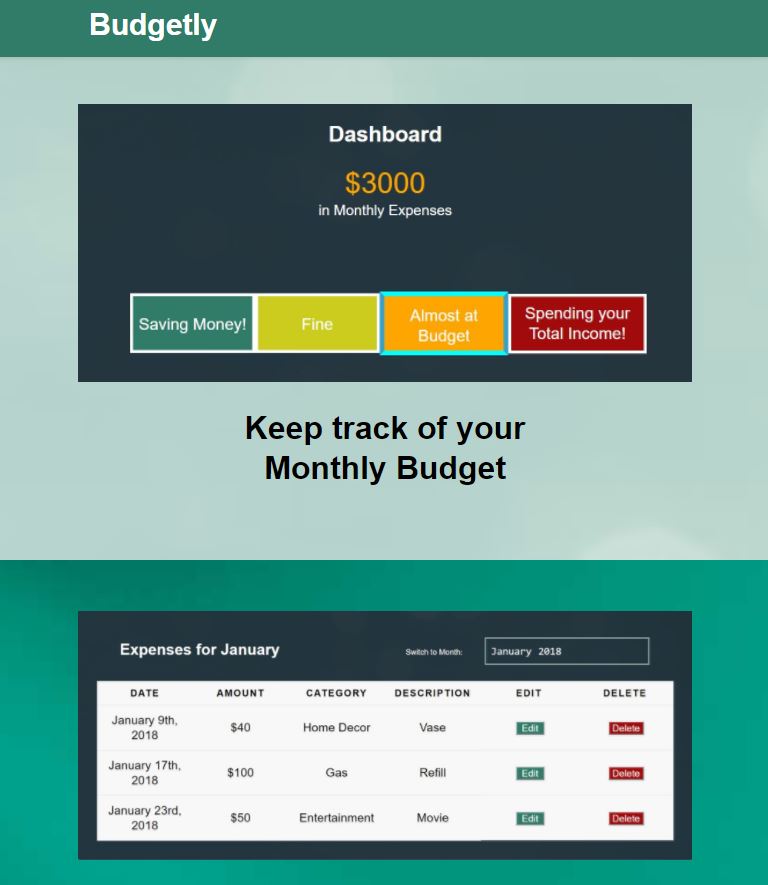 Budgetly
Dashboard
$3000
in Monthly Expenses
Saving Money!
Fine
Almost at
Budget
Spending your
Total Income!
Keep track of your
Monthly Budget
Expenses for January
Switch to Month:
January 2018
DATE AMOUNT CATEGORY DESCRIPTION EDIT DELETE
January 9th,
2018
$40 Home Decor Vase Edit Delete
January 17th,
2018
$100 Gas Refill Edit Delete
January 23rd,
2018
$50 Entertainment Movie Edit Delete